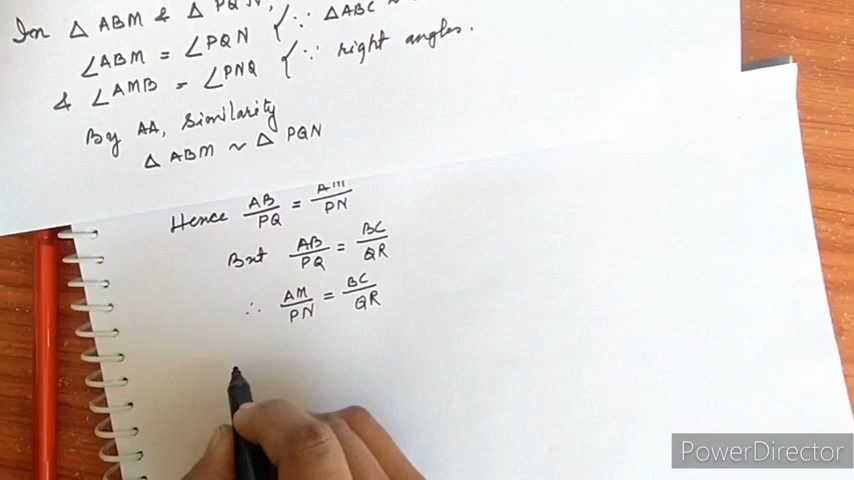 In △ ABM & △ PQN,
∠ABM = ∠PQN {∵ △ABC ~
& ∠AMB = ∠PNQ {∵ right angles.
By AA, Similarity
△ ABM ~ △ PQN
Hence AB/PQ = AM/PN
But AB/PQ = BC/QR
∴ AM/PN = BC/QR
PowerDirector